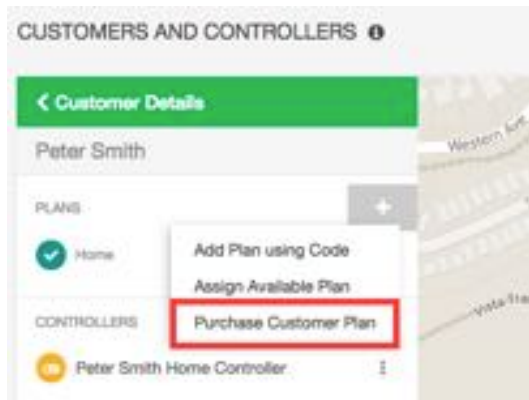 CUSTOMERS AND CONTROLLERS
< Customer Details
Peter Smith
PLANS
+
Home
Add Plan using Code
Assign Available Plan
CONTROLLERS
Purchase Customer Plan
Peter Smith Home Controller
Western Ave
Vista